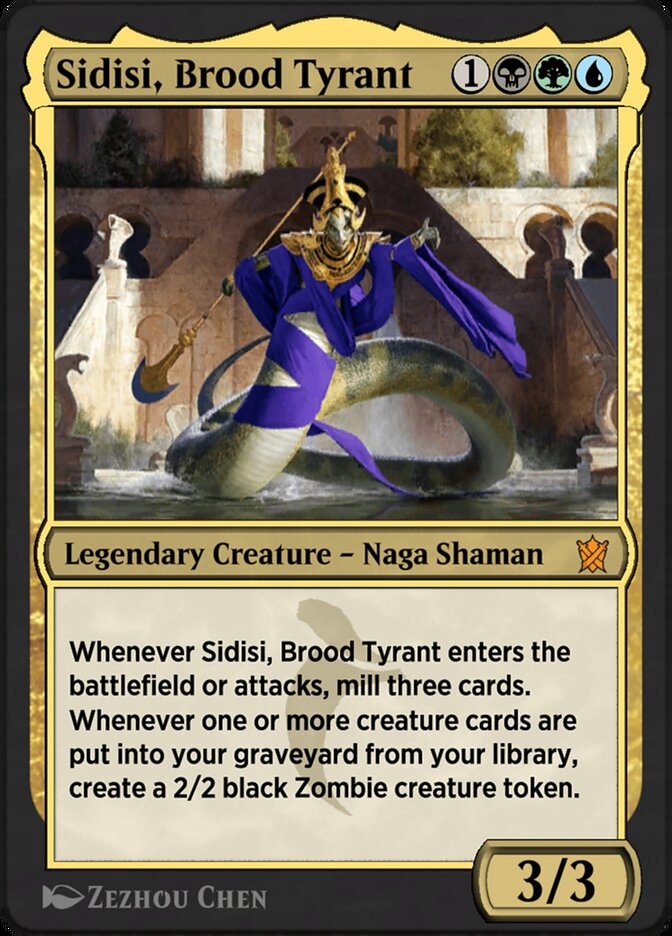 Sidisi, Brood Tyrant 1
Legendary Creature – Naga Shaman
Whenever Sidisi, Brood Tyrant enters the
battlefield or attacks, mill three cards.
Whenever one or more creature cards are
put into your graveyard from your library,
create a 2/2 black Zombie creature token.
3/3
Zezhou Chen